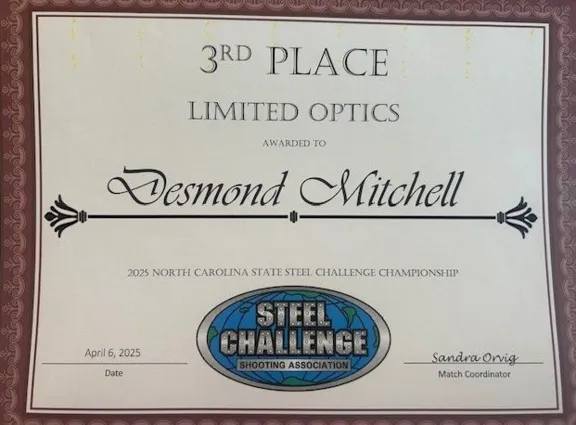 3RD PLACE
LIMITED OPTICS
AWARDED TO
Desmond Mitchell
2025 NORTH CAROLINA STATE STEEL CHALLENGE CHAMPIONSHIP
STEEL
CHALLENGE
SHOOTING ASSOCIATION
April 6, 2025
Date
Sandra Orvig
Match Coordinator